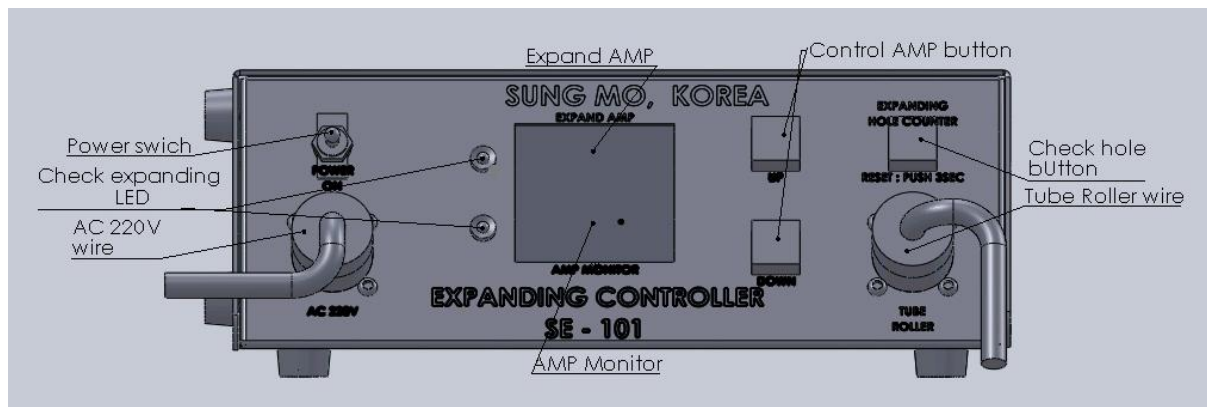 Expand AMP
Control AMP button
SUNG MO, KOREA
EXPAND AMP
EXPANDING
HOLE COUNTER
Power swich
POWER
ON
Check expanding
LED
UP
RESET : PUSH 3SEC
Check hole
bUtton
Tube Roller wire
AC 220V
wire
AMP MONITOR
DOWN
EXPANDING CONTROLLER
AC 220V
SE - 101
TUBE
ROLLER
AMP Monitor